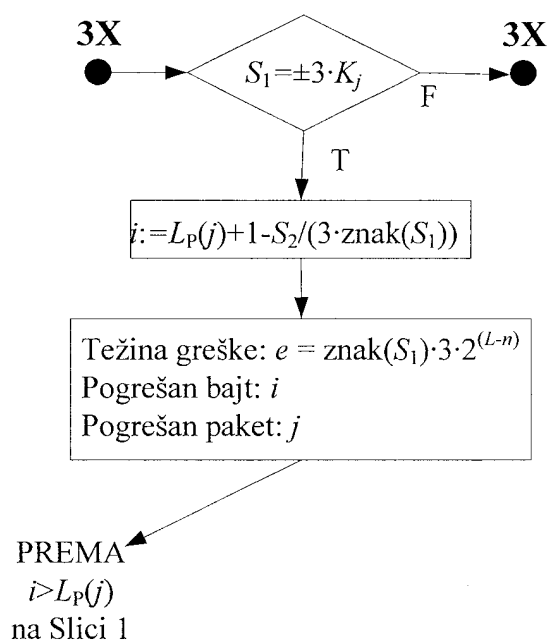 3X
3X
S₁=±3·Kⱼ
F
T
i:=Lₚ(j)+1-S₂/(3·znak(S₁))
Težina greške: e = znak(S₁)·3·2^(L-n)
Pogrešan bajt: i
Pogrešan paket: j
PREMA
i>Lₚ(j)
na Slici 1